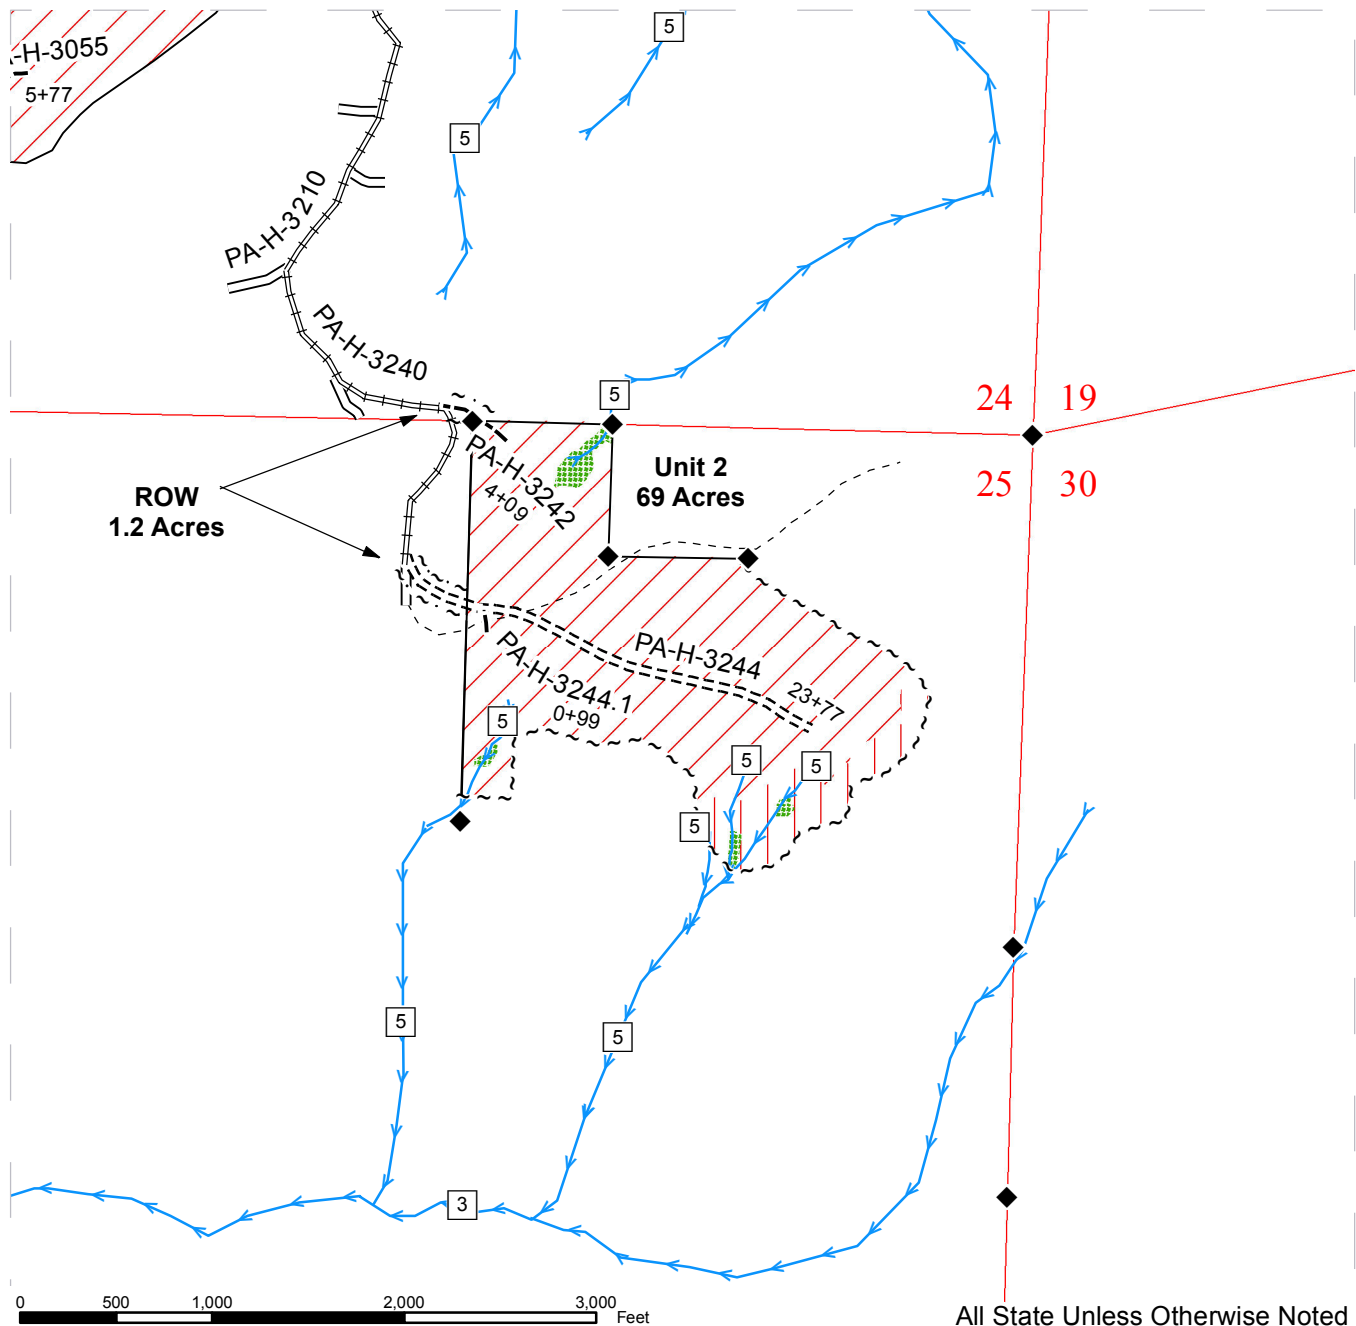 -H-3055
5+77
5
5
PA-H-3210
PA-H-3240
5
24 19
25 30
Unit 2
69 Acres
ROW
1.2 Acres
PA-H-3242
4+09
PA-H-3244
23+77
PA-H-3244.1
0+99
5
5
5
5
5
5
3
0 500 1,000 2,000 3,000
Feet
All State Unless Otherwise Noted